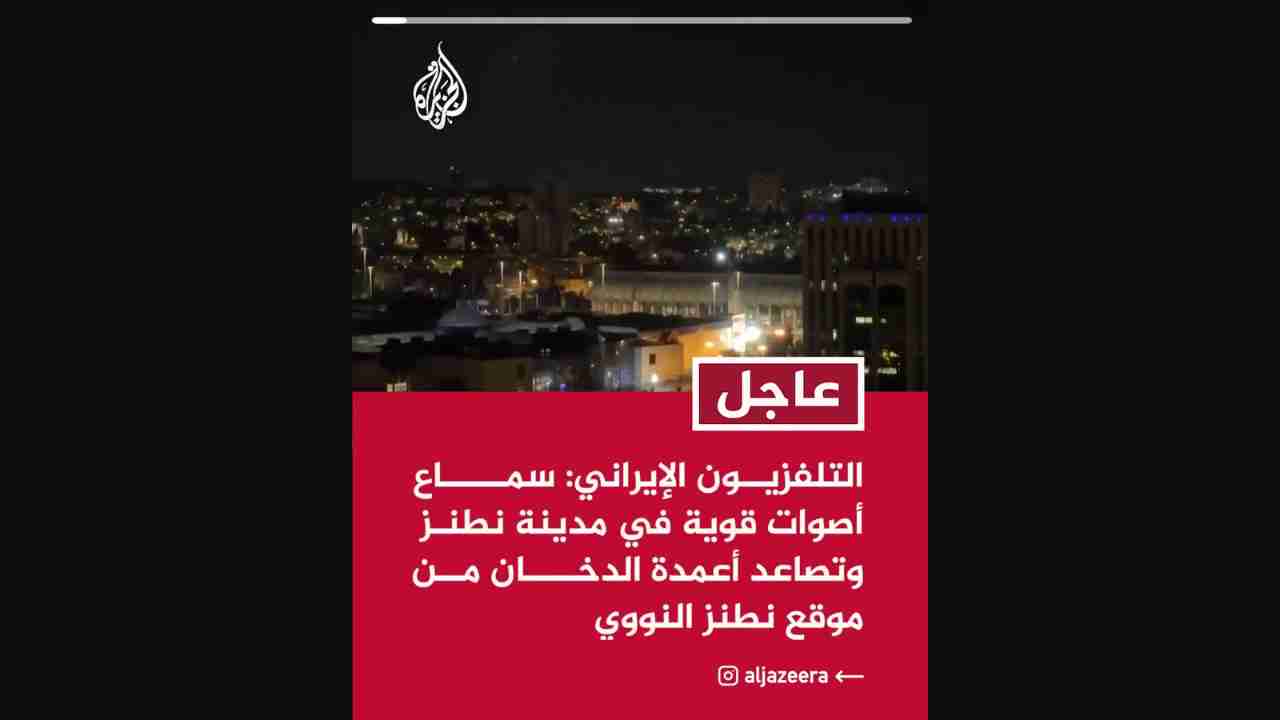 الجزيرة
عاجل
التلفزيون الإيراني: سماع
أصوات قوية في مدينة نطنز
وتصاعد أعمدة الدخان من
موقع نطنز النووي
aljazeera